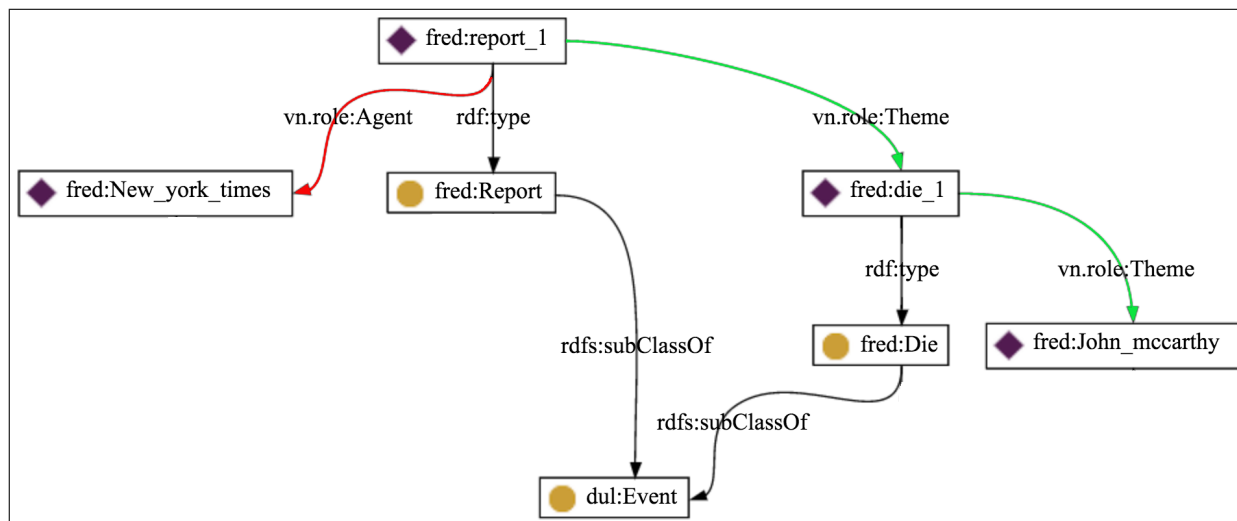 fred:report_1
vn.role:Agent
rdf:type
vn.role:Theme
fred:New_york_times
fred:Report
fred:die_1
rdf:type
vn.role:Theme
fred:Die
fred:John_mccarthy
rdfs:subClassOf
rdfs:subClassOf
dul:Event